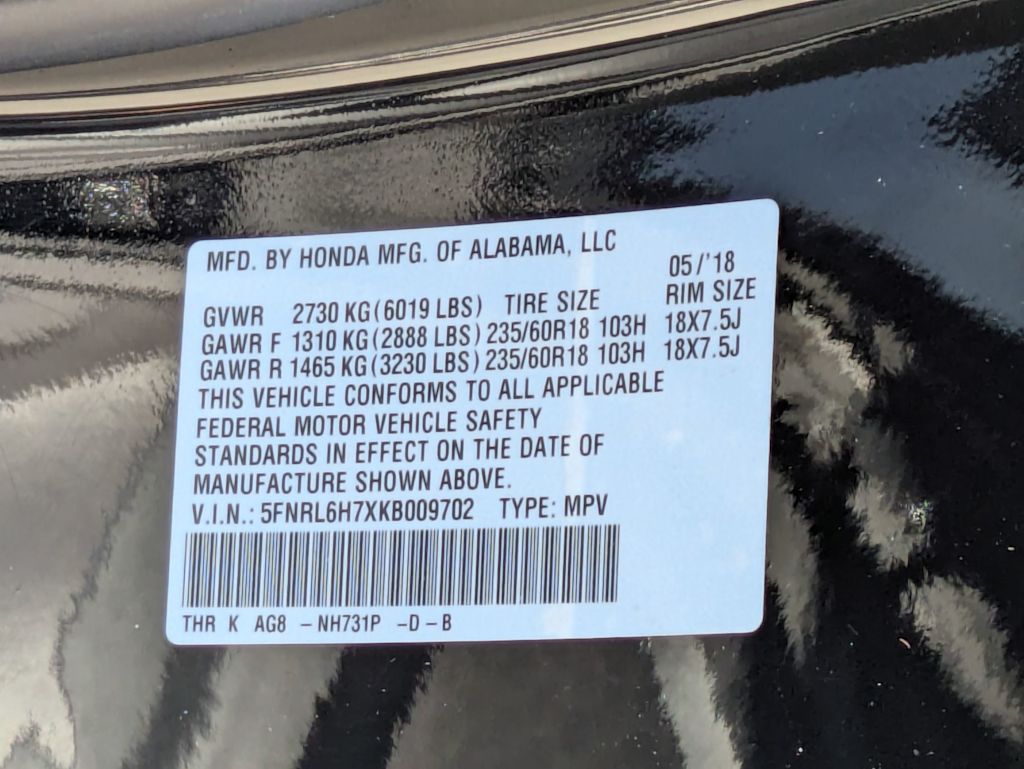 MFD. BY HONDA MFG. OF ALABAMA, LLC
05/'18
GVWR 2730 KG (6019 LBS) TIRE SIZE RIM SIZE
GAWR F 1310 KG (2888 LBS) 235/60R18 103H 18X7.5J
GAWR R 1465 KG (3230 LBS) 235/60R18 103H 18X7.5J
THIS VEHICLE CONFORMS TO ALL APPLICABLE
FEDERAL MOTOR VEHICLE SAFETY
STANDARDS IN EFFECT ON THE DATE OF
MANUFACTURE SHOWN ABOVE.
V.I.N.: 5FNRL6H7XKB009702 TYPE: MPV
THR K AG8 – NH731P –D – B